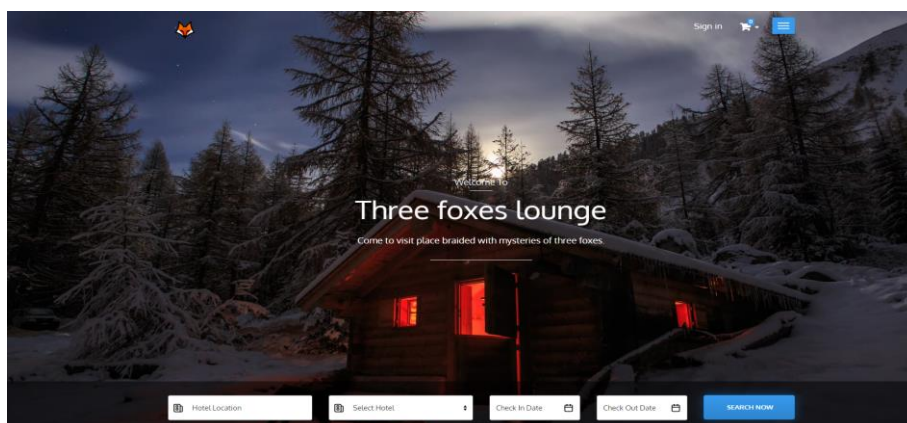 Sign in
Welcome To
Three foxes lounge
Come to visit place braided with mysteries of three foxes.
Hotel Location
Select Hotel
Check In Date
Check Out Date
SEARCH NOW